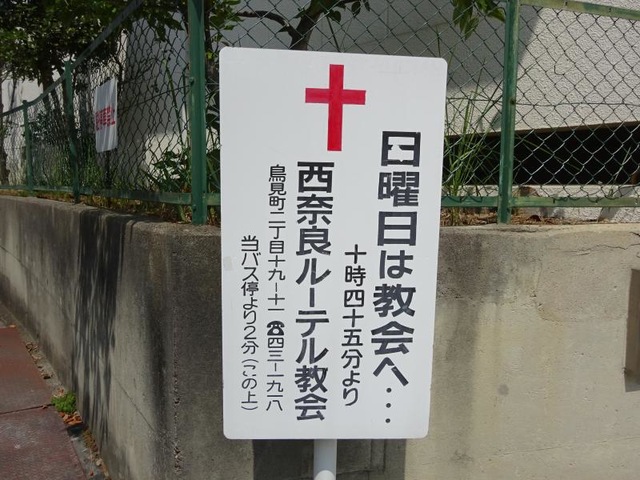 日曜日は教会へ...
十時四十五分より
西奈良ルーテル教会
鳥見町二丁目十九ー十一 ☎四三ー一九一八
当バス停より2分(この上)